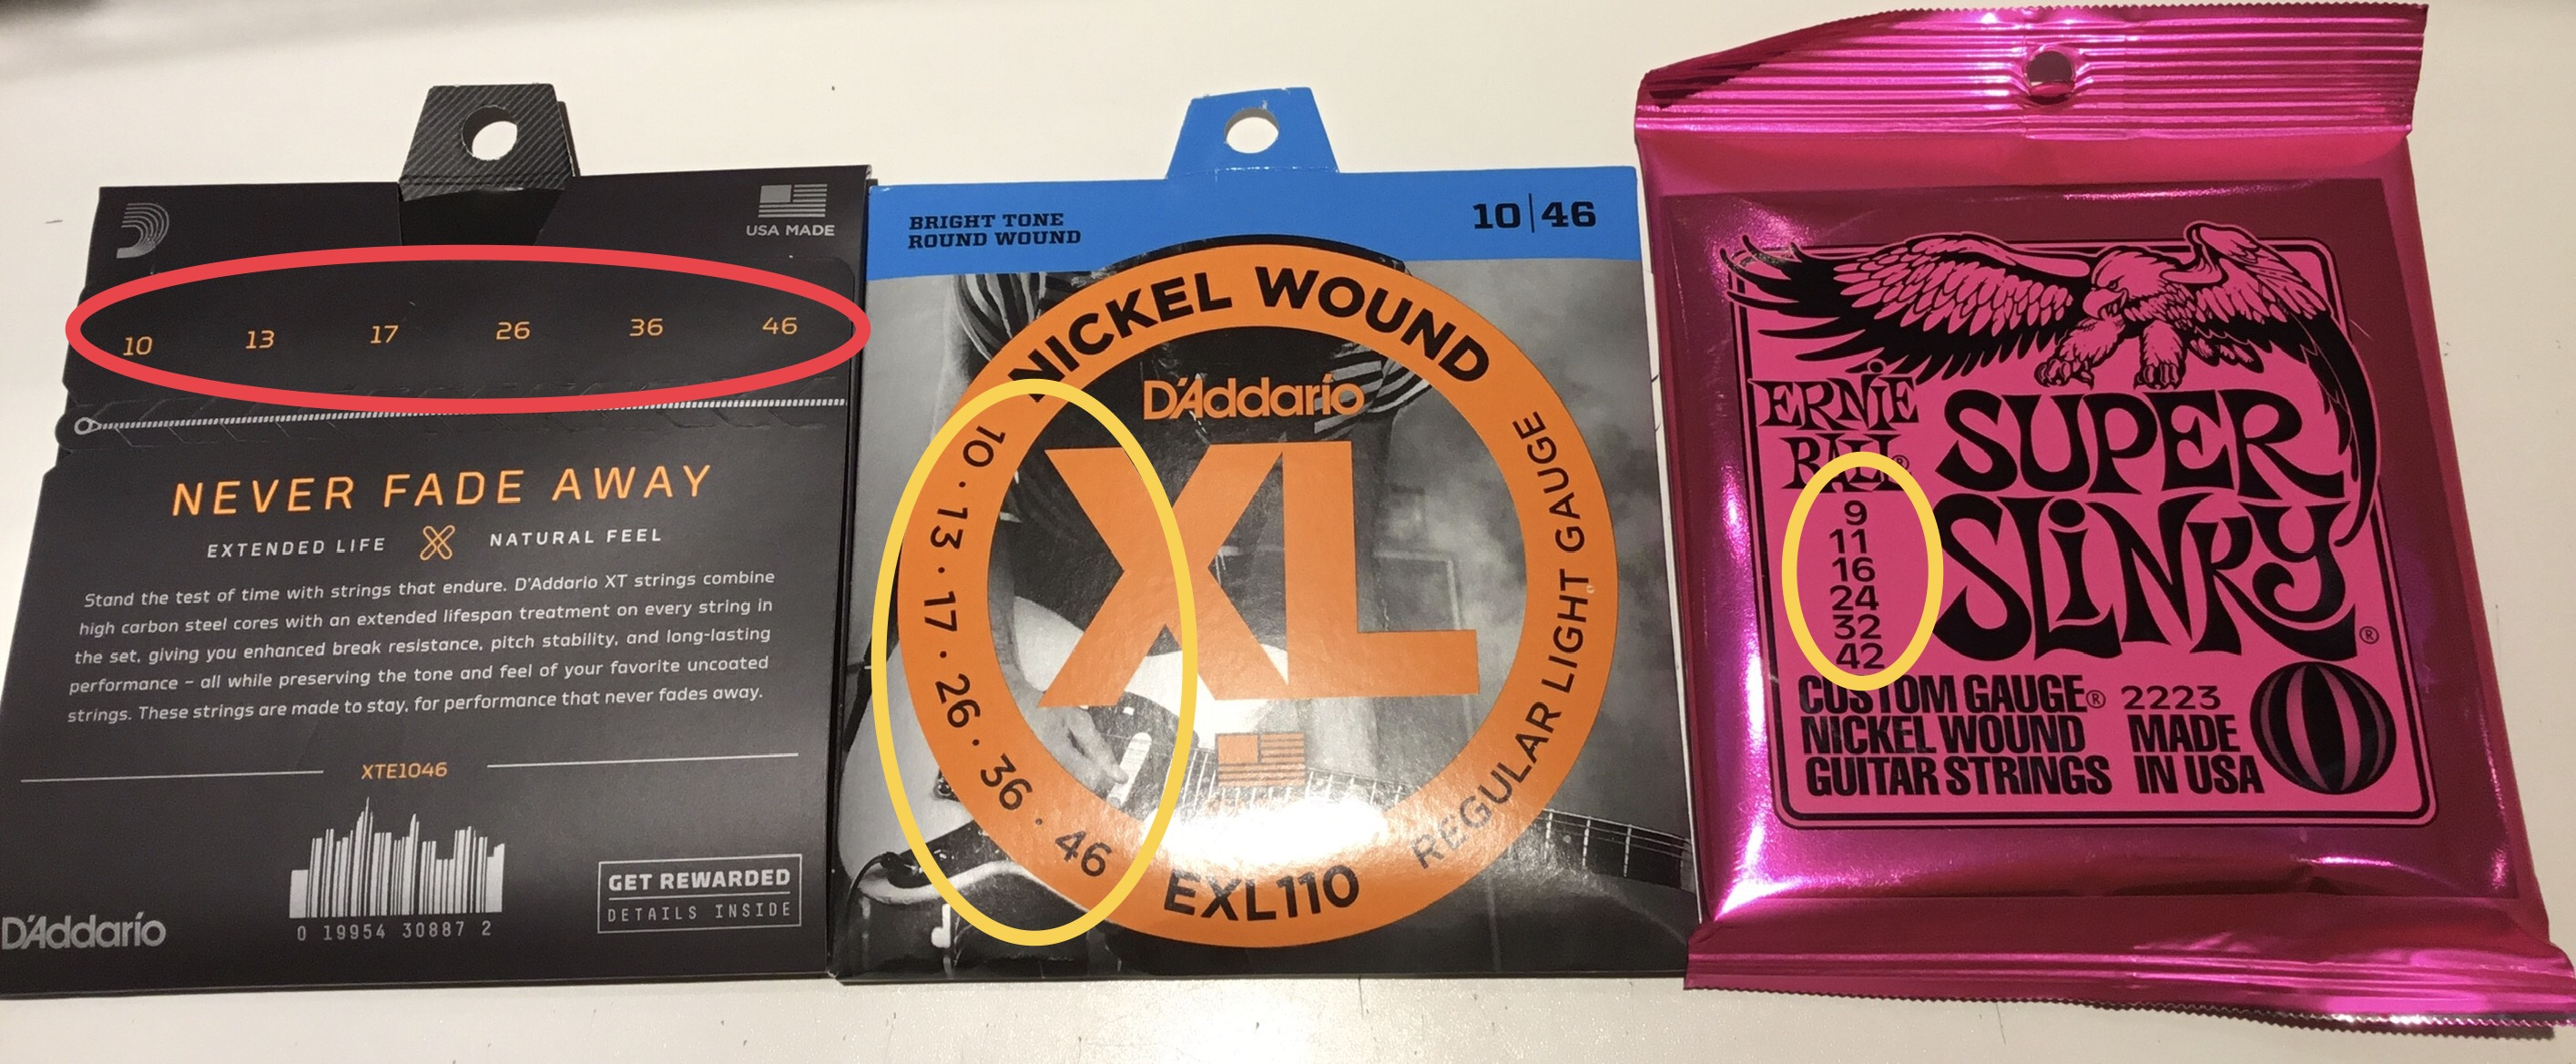 USA MADE
10 13 17 26 36 46
NEVER FADE AWAY
EXTENDED LIFE NATURAL FEEL
Stand the test of time with strings that endure. D'Addario XT strings combine
high carbon steel cores with an extended lifespan treatment on every string in
the set, giving you enhanced break resistance, pitch stability, and long-lasting
performance – all while preserving the tone and feel of your favorite uncoated
strings. These strings are made to stay, for performance that never fades away.
XTE1046
0 19954 30887 2
GET REWARDED
DETAILS INSIDE
D'Addario
BRIGHT TONE
ROUND WOUND
10|46
NICKEL WOUND
D'Addario
XL
10 · 13 · 17 · 26 · 36 · 46
REGULAR LIGHT GAUGE
EXL110
ERNIE
BALL®
SUPER
SLINKY®
9
11
16
24
32
42
CUSTOM GAUGE® 2223
NICKEL WOUND MADE
GUITAR STRINGS IN USA